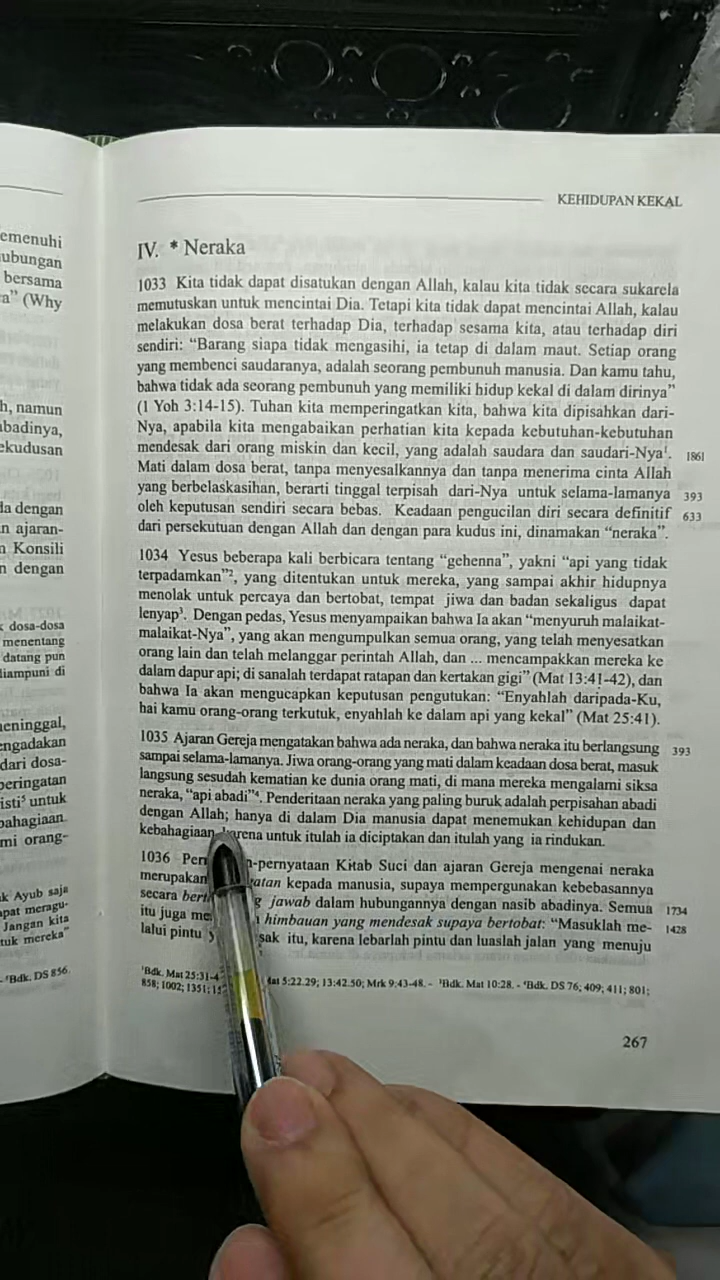 emenuhi
ubungan
bersama
a” (Why
h, namun
abadinya,
ekudusan
da dengan
n ajaran-
n Konsili
n dengan
dosa-dosa
menentang
datang pun
diampuni di
meninggal,
engadakan
dari dosa-
peringatan
isti⁵ untuk
bahagiaan.
mi orang-
k Ayub saja
apat meragu-
Jangan kita
tuk mereka”
- ⁵Bdk. DS 856.
KEHIDUPAN KEKAL
IV. * Neraka
1033 Kita tidak dapat disatukan dengan Allah, kalau kita tidak secara sukarela
memutuskan untuk mencintai Dia. Tetapi kita tidak dapat mencintai Allah, kalau
melakukan dosa berat terhadap Dia, terhadap sesama kita, atau terhadap diri
sendiri: “Barang siapa tidak mengasihi, ia tetap di dalam maut. Setiap orang
yang membenci saudaranya, adalah seorang pembunuh manusia. Dan kamu tahu,
bahwa tidak ada seorang pembunuh yang memiliki hidup kekal di dalam dirinya”
(1 Yoh 3:14-15). Tuhan kita memperingatkan kita, bahwa kita dipisahkan dari-
Nya, apabila kita mengabaikan perhatian kita kepada kebutuhan-kebutuhan
mendesak dari orang miskin dan kecil, yang adalah saudara dan saudari-Nya¹. 1861
Mati dalam dosa berat, tanpa menyesalkannya dan tanpa menerima cinta Allah
yang berbelaskasihan, berarti tinggal terpisah dari-Nya untuk selama-lamanya 393
oleh keputusan sendiri secara bebas. Keadaan pengucilan diri secara definitif 633
dari persekutuan dengan Allah dan dengan para kudus ini, dinamakan “neraka”.
1034 Yesus beberapa kali berbicara tentang “gehenna”, yakni “api yang tidak
terpadamkan”², yang ditentukan untuk mereka, yang sampai akhir hidupnya
menolak untuk percaya dan bertobat, tempat jiwa dan badan sekaligus dapat
lenyap³. Dengan pedas, Yesus menyampaikan bahwa Ia akan “menyuruh malaikat-
malaikat-Nya”, yang akan mengumpulkan semua orang, yang telah menyesatkan
orang lain dan telah melanggar perintah Allah, dan ... mencampakkan mereka ke
dalam dapur api; di sanalah terdapat ratapan dan kertakan gigi” (Mat 13:41-42), dan
bahwa Ia akan mengucapkan keputusan pengutukan: “Enyahlah daripada-Ku,
hai kamu orang-orang terkutuk, enyahlah ke dalam api yang kekal” (Mat 25:41).
1035 Ajaran Gereja mengatakan bahwa ada neraka, dan bahwa neraka itu berlangsung 393
sampai selama-lamanya. Jiwa orang-orang yang mati dalam keadaan dosa berat, masuk
langsung sesudah kematian ke dunia orang mati, di mana mereka mengalami siksa
neraka, “api abadi”⁴. Penderitaan neraka yang paling buruk adalah perpisahan abadi
dengan Allah; hanya di dalam Dia manusia dapat menemukan kehidupan dan
kebahagiaan, karena untuk itulah ia diciptakan dan itulah yang ia rindukan.
1036 Per n-pernyataan Kitab Suci dan ajaran Gereja mengenai neraka
merupakan atan kepada manusia, supaya mempergunakan kebebasannya
secara bert g jawab dalam hubungannya dengan nasib abadinya. Semua 1734
itu juga me himbauan yang mendesak supaya bertobat: “Masuklah me- 1428
lalui pintu sak itu, karena lebarlah pintu dan luaslah jalan yang menuju
¹Bdk. Mat 25:31-4 Mat 5:22.29; 13:42.50; Mrk 9:43-48. - ³Bdk. Mat 10:28. - ⁴Bdk. DS 76; 409; 411; 801;
858; 1002; 1351; 15
267